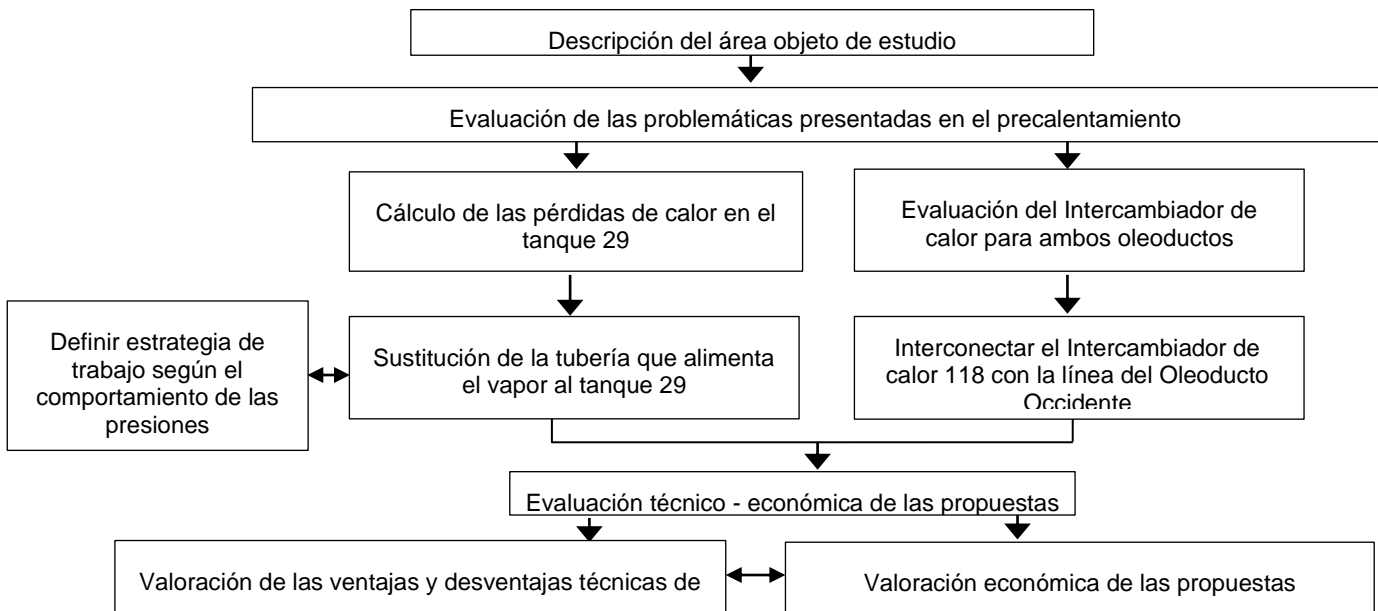 Descripción del área objeto de estudio
Evaluación de las problemáticas presentadas en el precalentamiento
Cálculo de las pérdidas de calor en el
tanque 29
Evaluación del Intercambiador de
calor para ambos oleoductos
Definir estrategia de
trabajo según el
comportamiento de las
presiones
Sustitución de la tubería que alimenta
el vapor al tanque 29
Interconectar el Intercambiador de
calor 118 con la línea del Oleoducto
Occidente
Evaluación técnico - económica de las propuestas
Valoración de las ventajas y desventajas técnicas de
Valoración económica de las propuestas